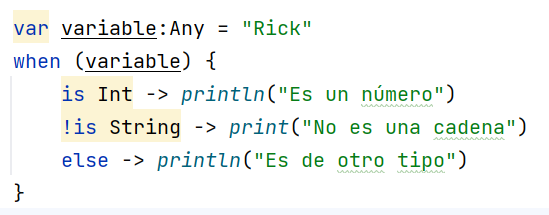 var variable:Any = "Rick"
when (variable) {
    is Int -> println("Es un número")
    !is String -> print("No es una cadena")
    else -> println("Es de otro tipo")
}